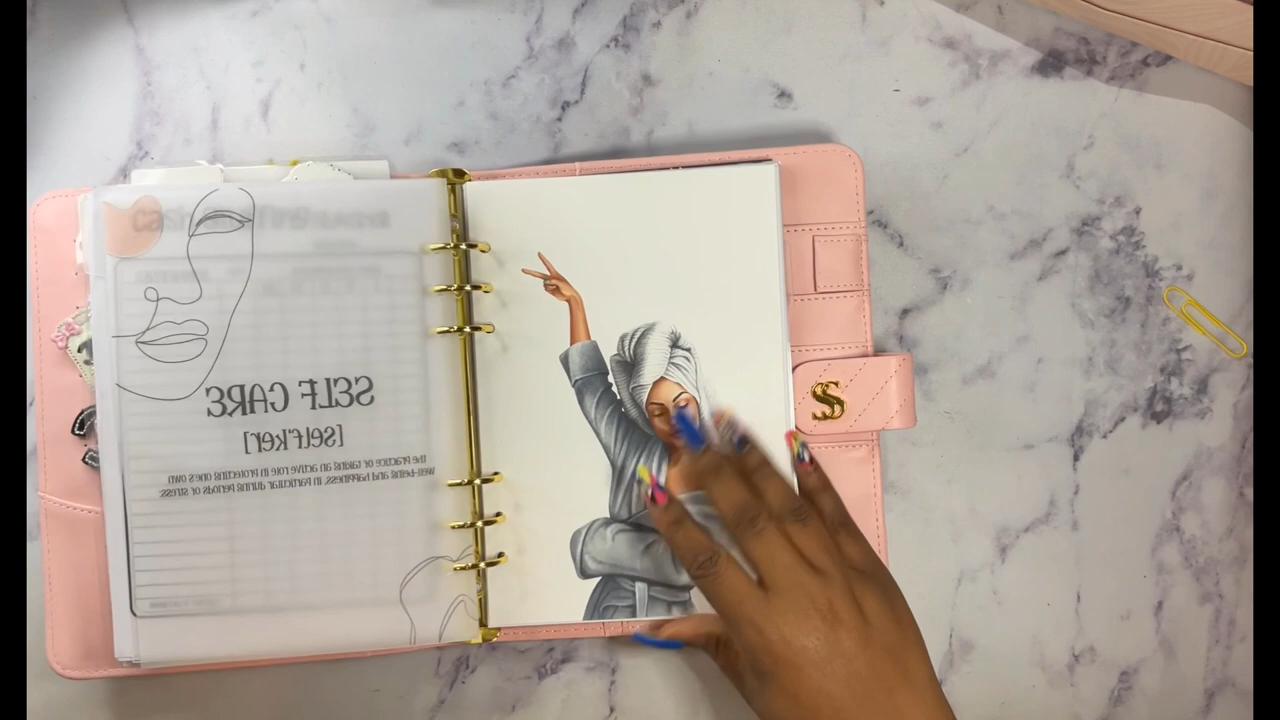 SELF CARE
[self'ker]
the practice of taking an active role in protecting one's own
well-being and happiness, in particular during periods of stress.
S